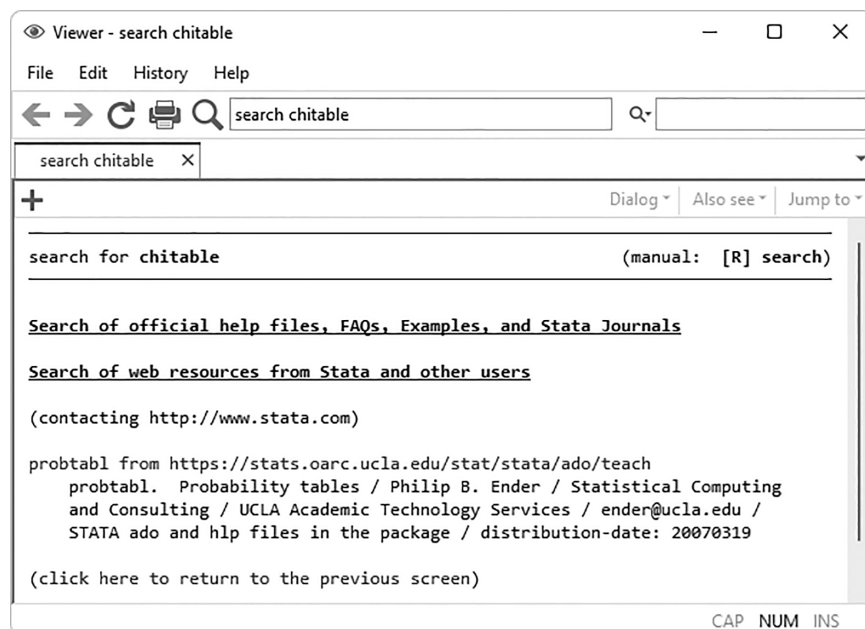 Viewer - search chitable
File Edit History Help
search chitable
search chitable
Dialog Also see Jump to
search for chitable (manual: [R] search)
Search of official help files, FAQs, Examples, and Stata Journals
Search of web resources from Stata and other users
(contacting http://www.stata.com)
probtabl from https://stats.oarc.ucla.edu/stat/stata/ado/teach
probtabl. Probability tables / Philip B. Ender / Statistical Computing
and Consulting / UCLA Academic Technology Services / ender@ucla.edu /
STATA ado and hlp files in the package / distribution-date: 20070319
(click here to return to the previous screen)
CAP NUM INS